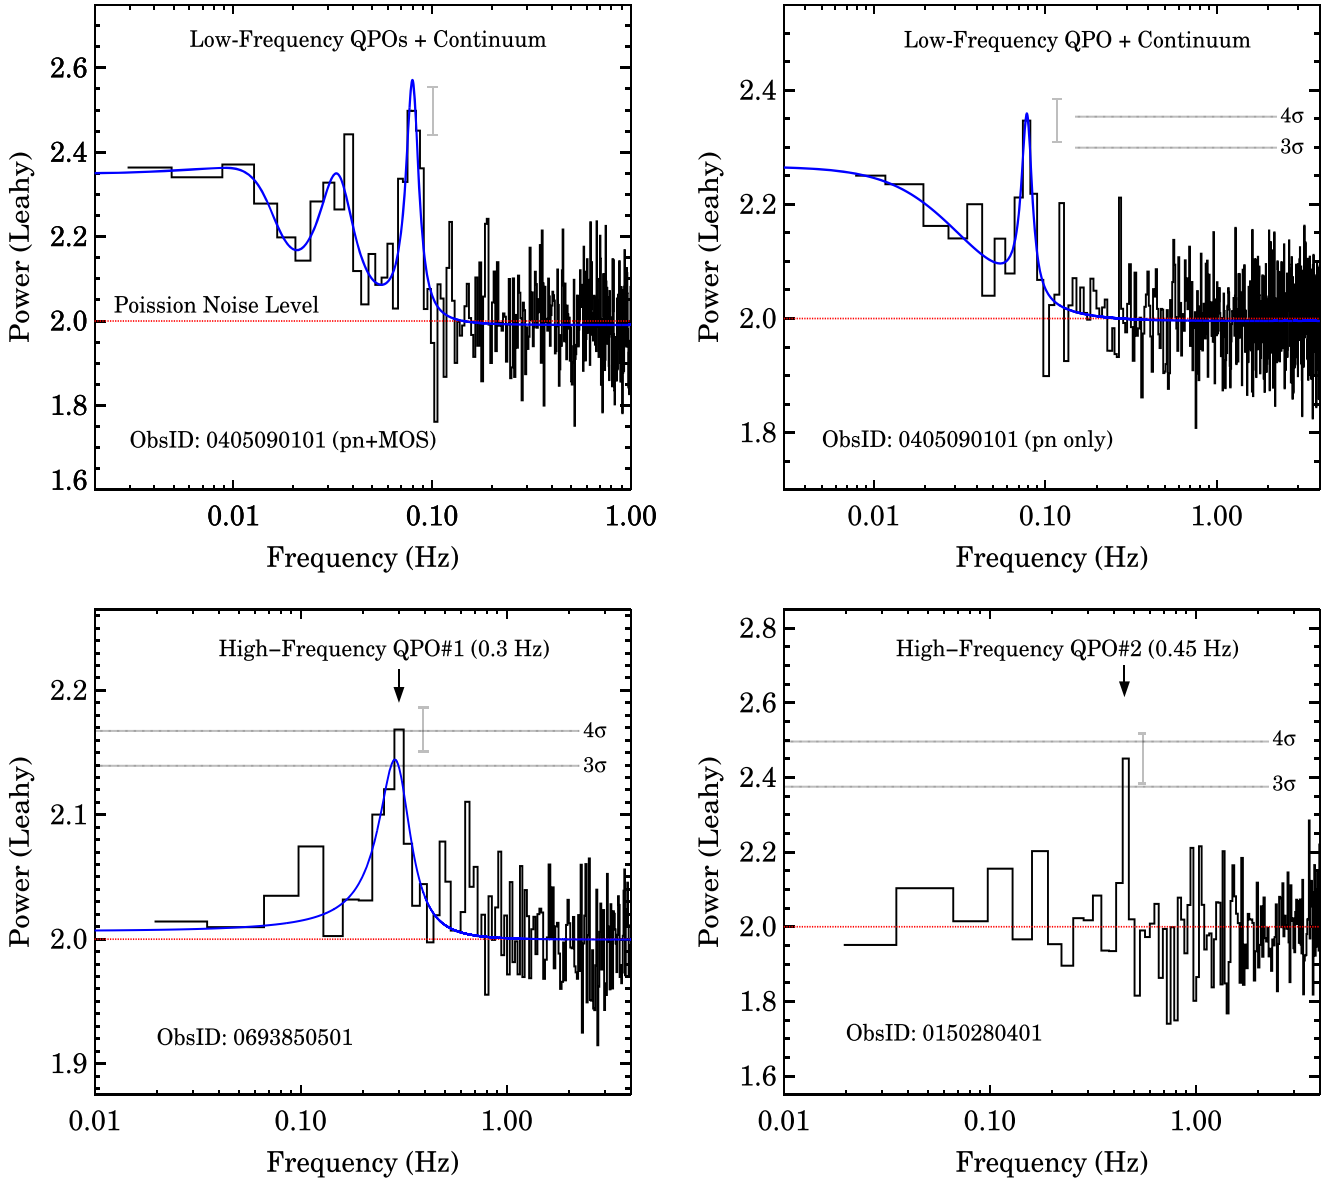 Low-Frequency QPOs + Continuum
2.6
2.4
2.2
2.0
1.8
1.6
Power (Leahy)
Poission Noise Level
ObsID: 0405090101 (pn+MOS)
0.01
0.10
1.00
Frequency (Hz)
Low-Frequency QPO + Continuum
2.4
2.2
2.0
1.8
Power (Leahy)
4σ
3σ
ObsID: 0405090101 (pn only)
0.01
0.10
1.00
Frequency (Hz)
High−Frequency QPO#1 (0.3 Hz)
2.2
2.1
2.0
1.9
Power (Leahy)
4σ
3σ
ObsID: 0693850501
0.01
0.10
1.00
Frequency (Hz)
High−Frequency QPO#2 (0.45 Hz)
2.8
2.6
2.4
2.2
2.0
1.8
1.6
Power (Leahy)
4σ
3σ
ObsID: 0150280401
0.01
0.10
1.00
Frequency (Hz)